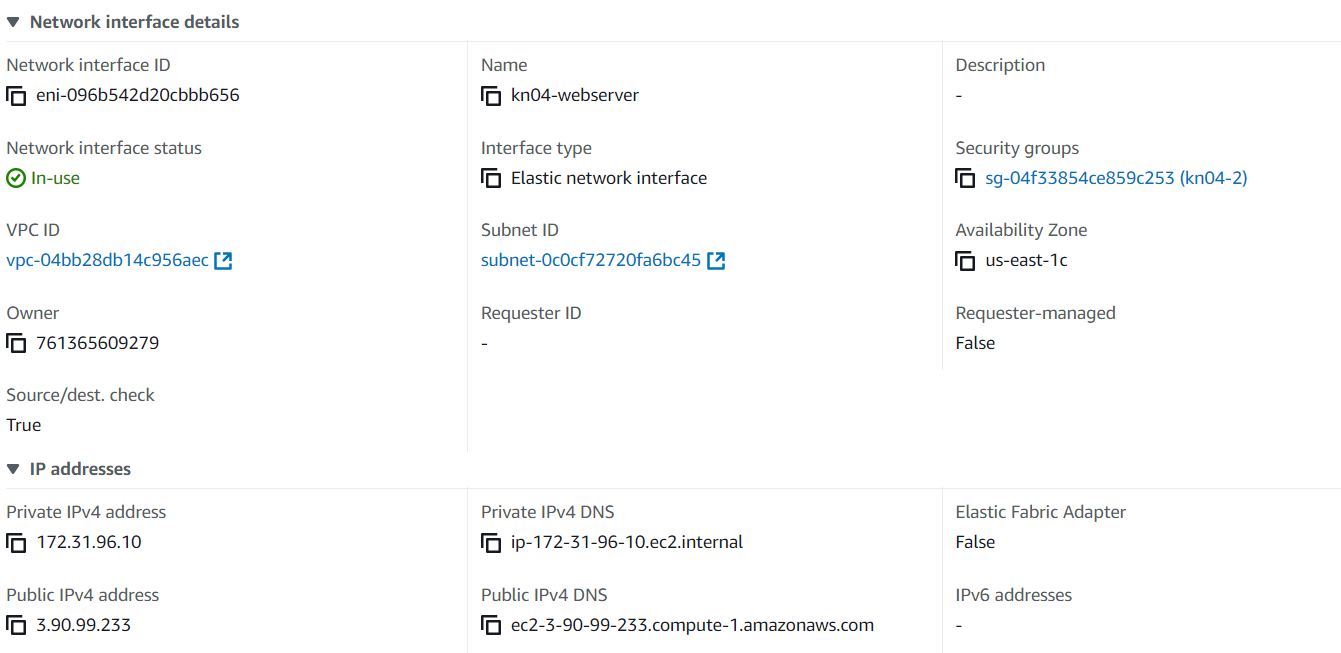 Network interface details
Network interface ID
Name
Description
eni-096b542d20cbbb656
kn04-webserver
-
Network interface status
Interface type
Security groups
In-use
Elastic network interface
sg-04f33854ce859c253 (kn04-2)
VPC ID
Subnet ID
Availability Zone
vpc-04bb28db14c956aec
subnet-0c0cf72720fa6bc45
us-east-1c
Owner
Requester ID
Requester-managed
761365609279
-
False
Source/dest. check
True
IP addresses
Private IPv4 address
Private IPv4 DNS
Elastic Fabric Adapter
172.31.96.10
ip-172-31-96-10.ec2.internal
False
Public IPv4 address
Public IPv4 DNS
IPv6 addresses
3.90.99.233
ec2-3-90-99-233.compute-1.amazonaws.com
-